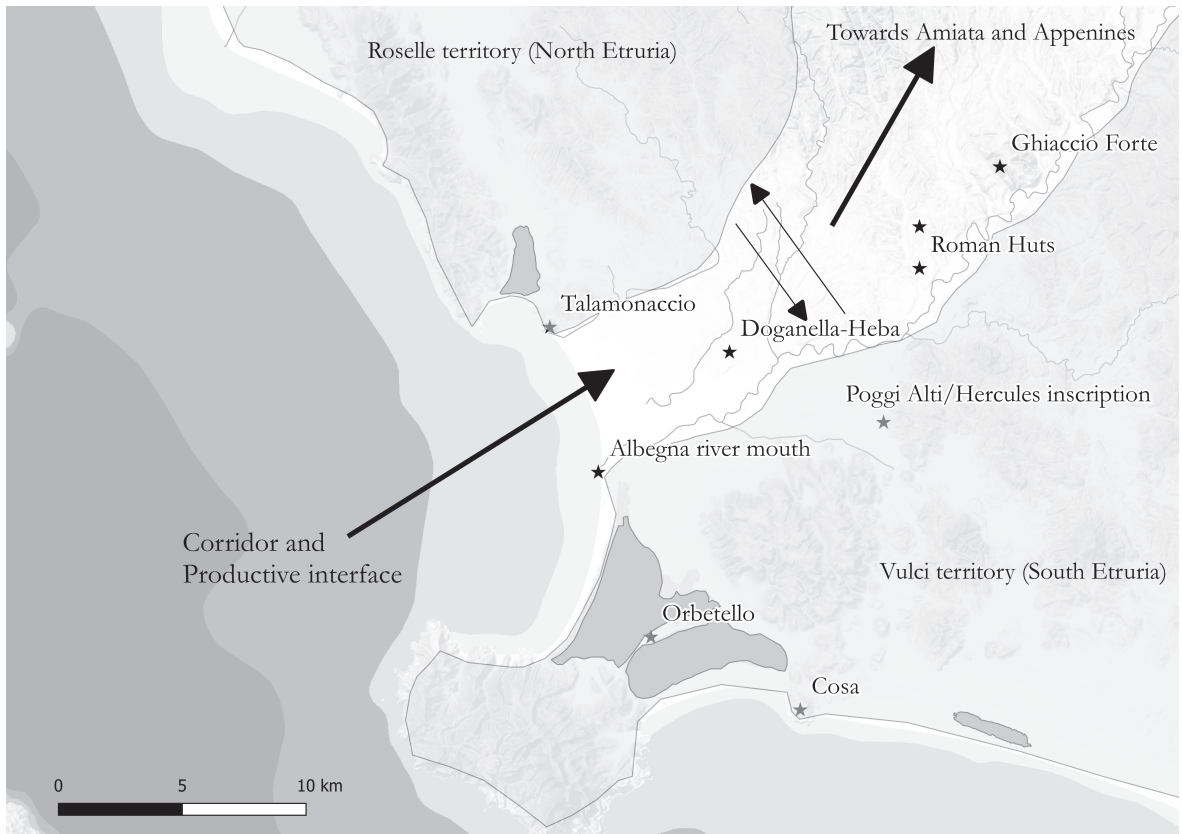 Towards Amiata and Appenines
Roselle territory (North Etruria)
Ghiaccio Forte
Roman Huts
Talamonaccio
Doganella-Heba
Poggi Alti/Hercules inscription
Albegna river mouth
Corridor and
Productive interface
Vulci territory (South Etruria)
Orbetello
Cosa
0 5 10 km